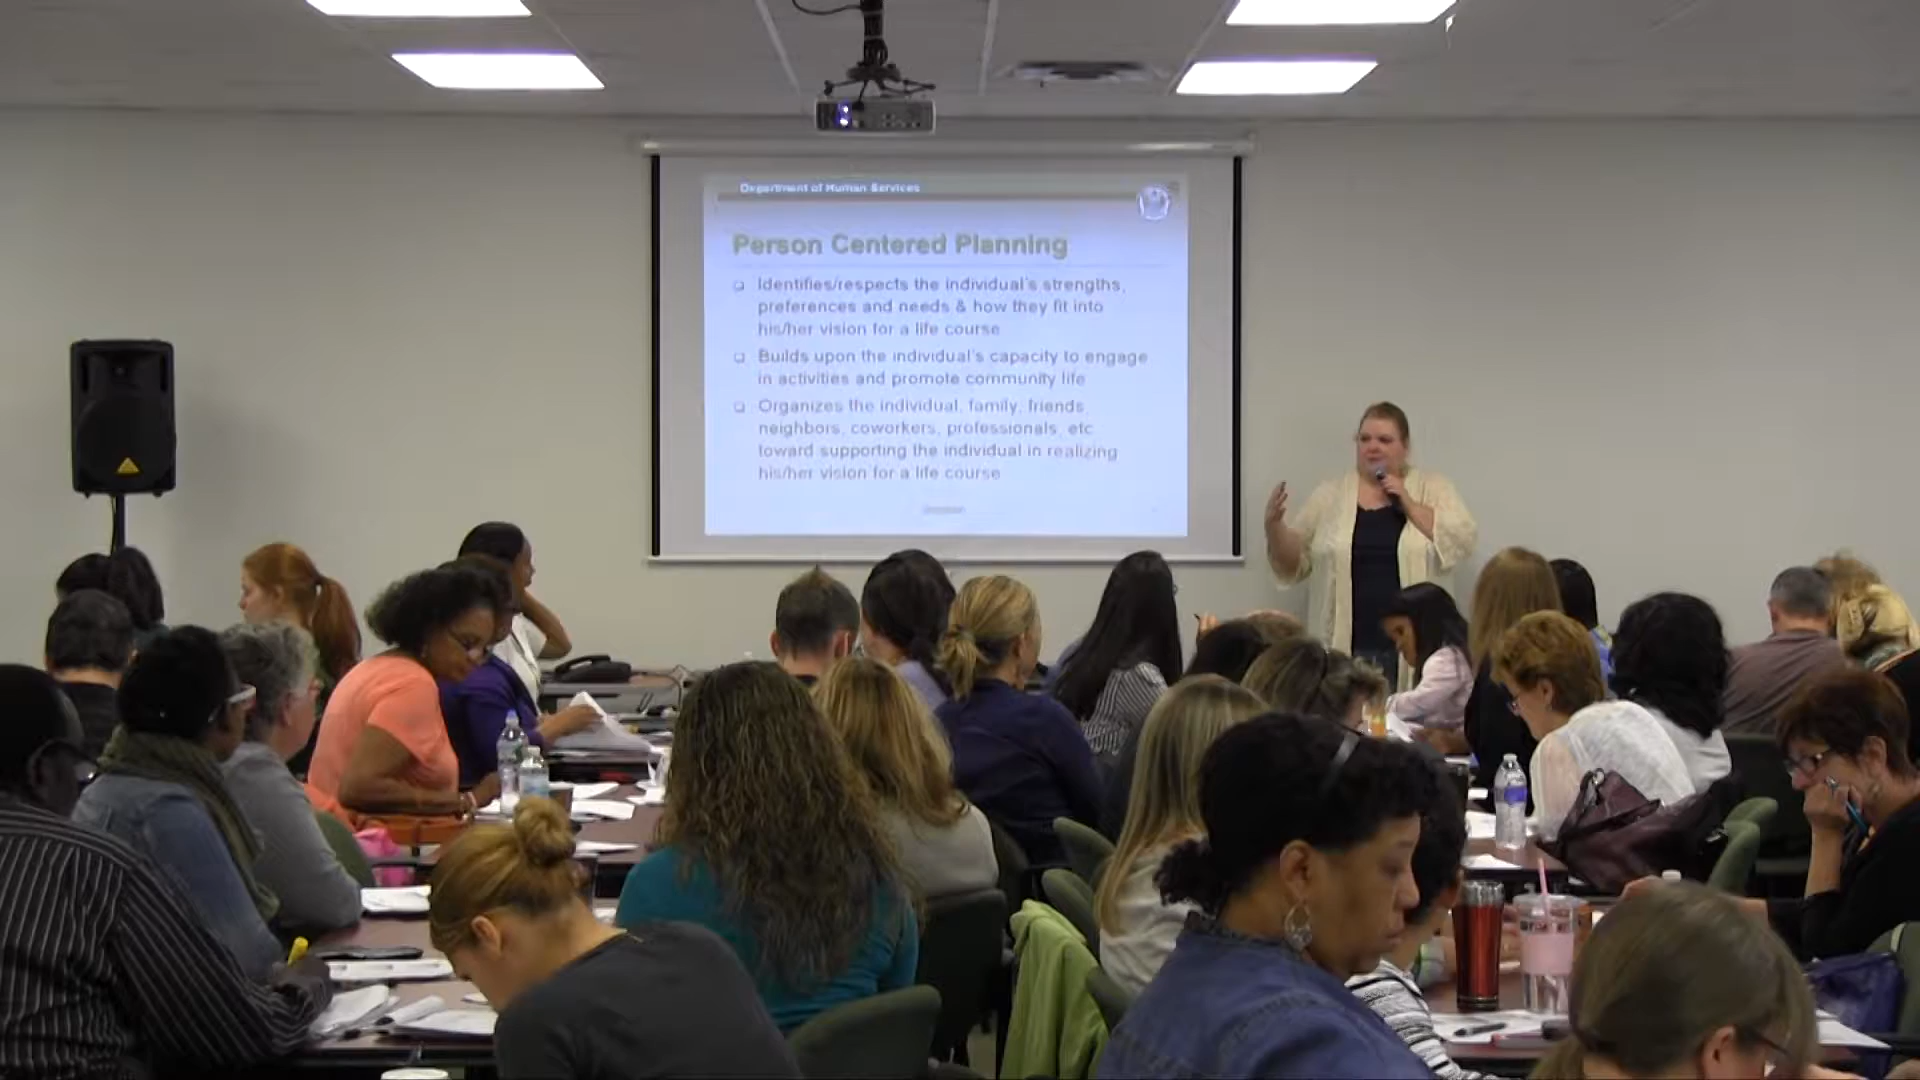 Department of Human Services
Person Centered Planning
❑ Identifies/respects the individual's strengths,
preferences and needs & how they fit into
his/her vision for a life course
❑ Builds upon the individual's capacity to engage
in activities and promote community life
❑ Organizes the individual, family, friends,
neighbors, coworkers, professionals, etc
toward supporting the individual in realizing
his/her vision for a life course